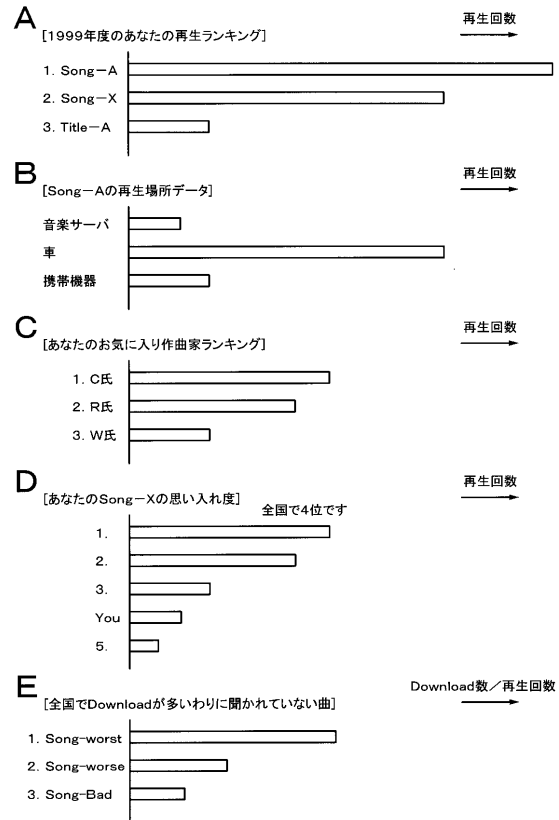 A
[1999年度のあなたの再生ランキング]
再生回数
1. Song－A
2. Song－X
3. Title－A
B
[Song－Aの再生場所データ]
再生回数
音楽サーバ
車
携帯機器
C
[あなたのお気に入り作曲家ランキング]
再生回数
1. C氏
2. R氏
3. W氏
D
[あなたのSong－Xの思い入れ度]
再生回数
全国で4位です
1.
2.
3.
You
5.
E
[全国でDownloadが多いわりに聞かれていない曲]
Download数／再生回数
1. Song-worst
2. Song-worse
3. Song-Bad